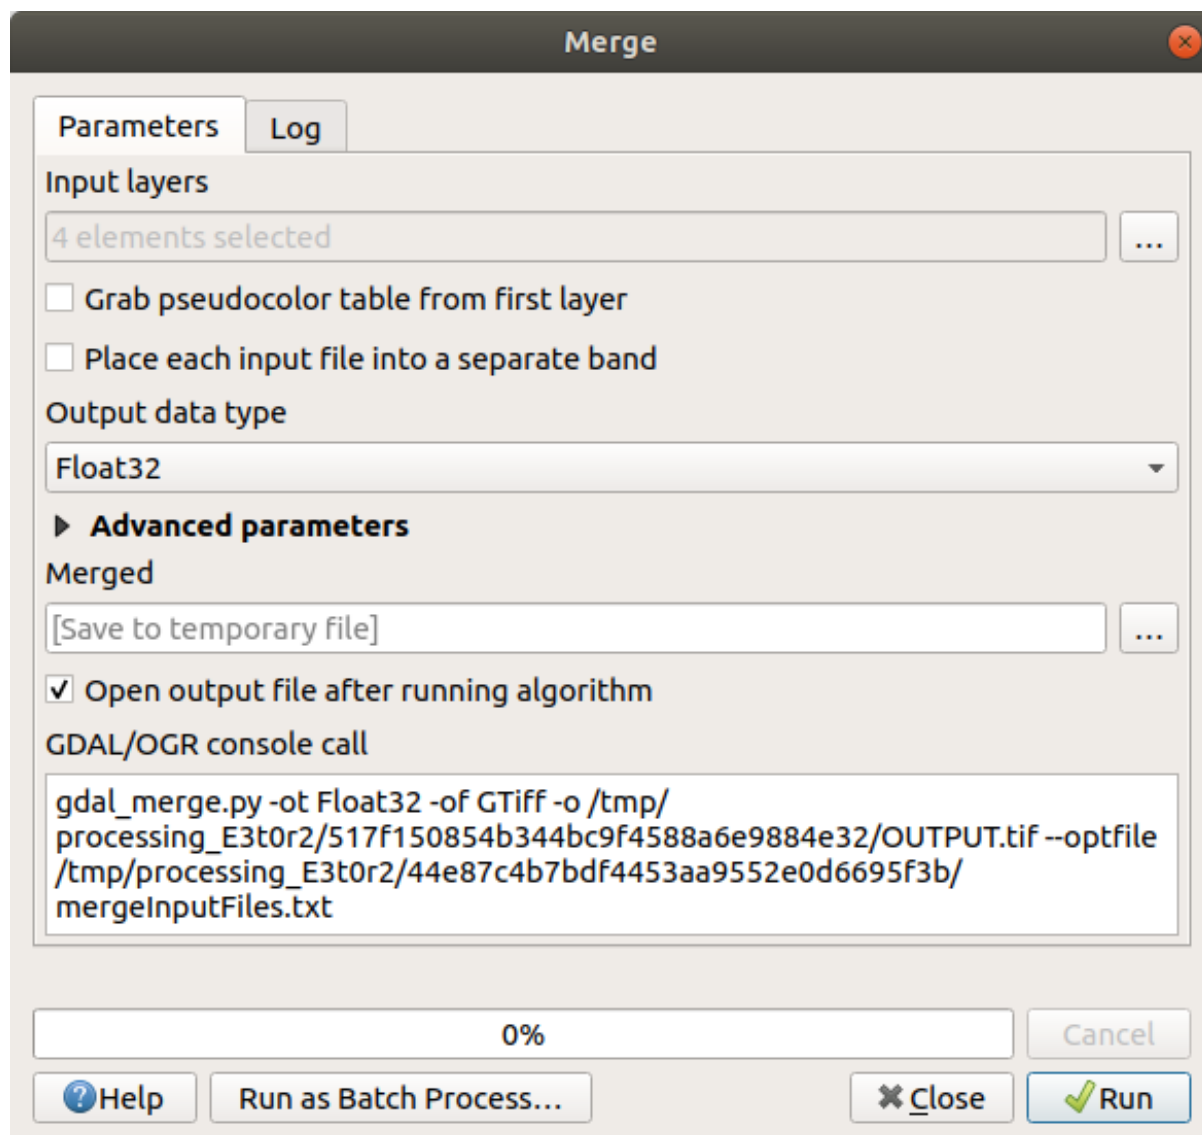 Merge
Parameters
Log
Input layers
4 elements selected
...
Grab pseudocolor table from first layer
Place each input file into a separate band
Output data type
Float32
Advanced parameters
Merged
[Save to temporary file]
...
Open output file after running algorithm
GDAL/OGR console call
gdal_merge.py -ot Float32 -of GTiff -o /tmp/
processing_E3t0r2/517f150854b344bc9f4588a6e9884e32/OUTPUT.tif --optfile
/tmp/processing_E3t0r2/44e87c4b7bdf4453aa9552e0d6695f3b/
mergeInputFiles.txt
0%
Cancel
Help
Run as Batch Process...
Close
Run